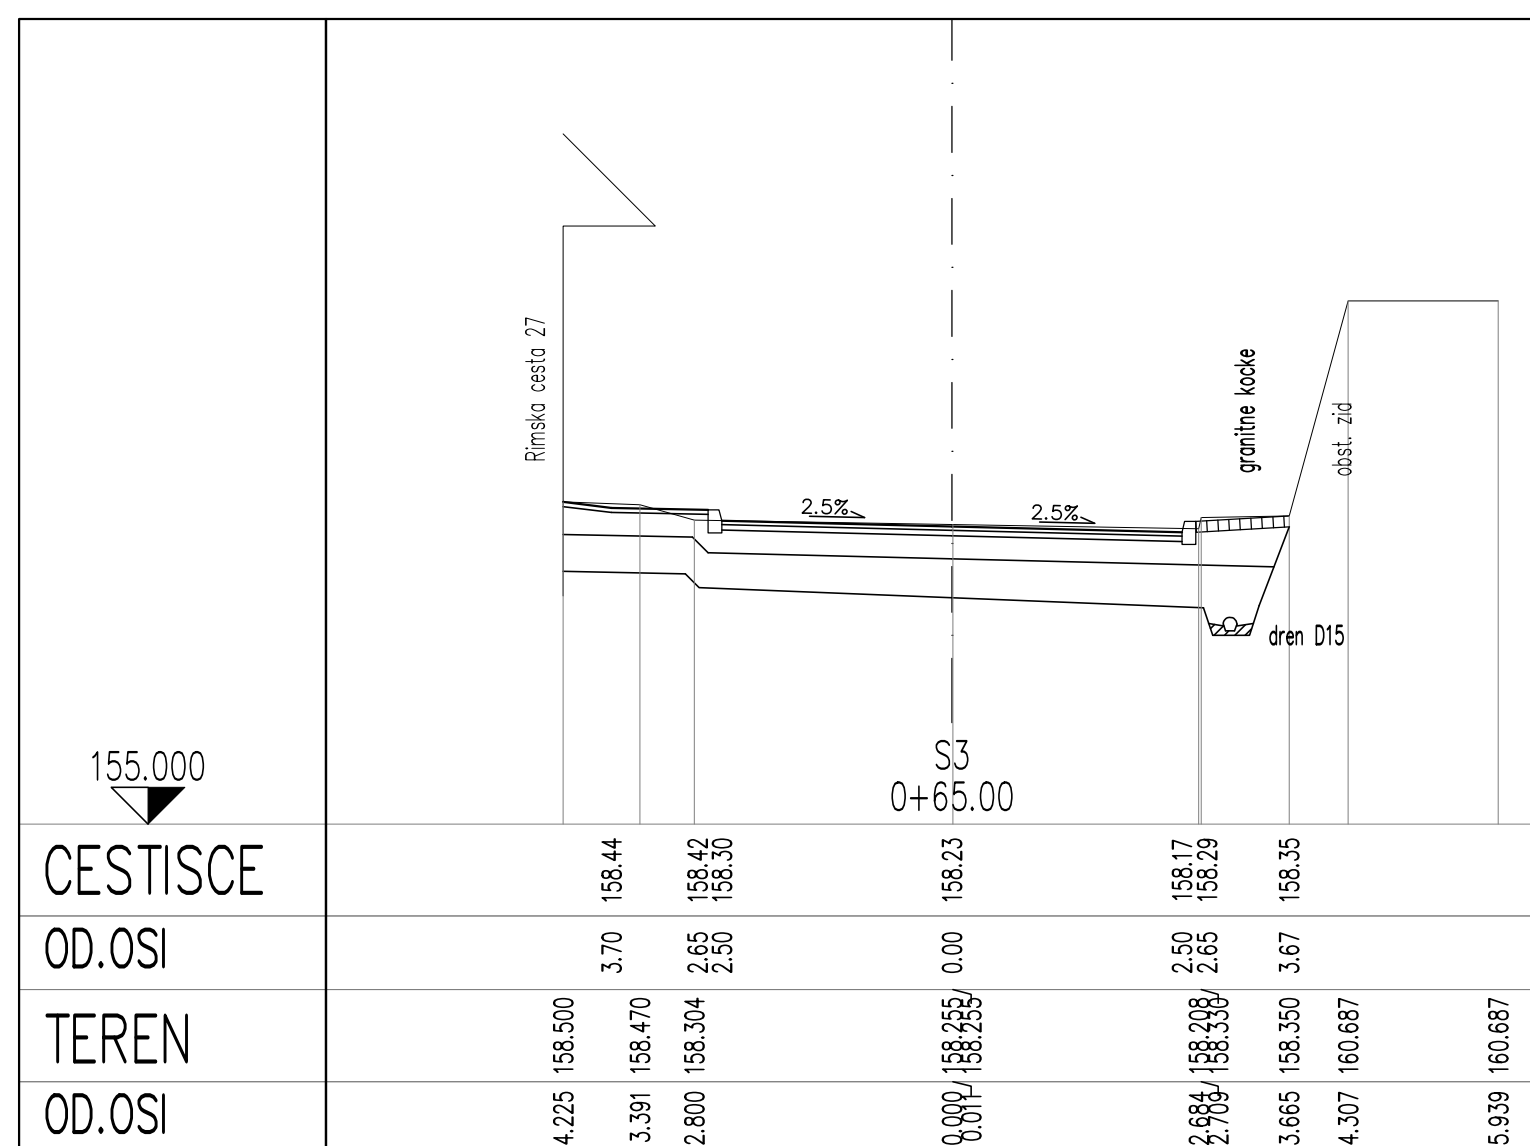 Rimska cesta 27
2.5%
2.5%
granitne kocke
obst. zid
dren D15
155.000
S3
0+65.00
CESTISCE 158.44 158.42 158.30 158.23 158.17 158.29 158.35
OD.OSI 3.70 2.65 2.50 0.00 2.50 2.65 3.67
TEREN 158.500 158.470 158.304 158.255 158.255 158.208 158.330 158.350 160.687 160.687
OD.OSI 4.225 3.391 2.800 0.000 0.011 2.684 2.709 3.665 4.307 5.939